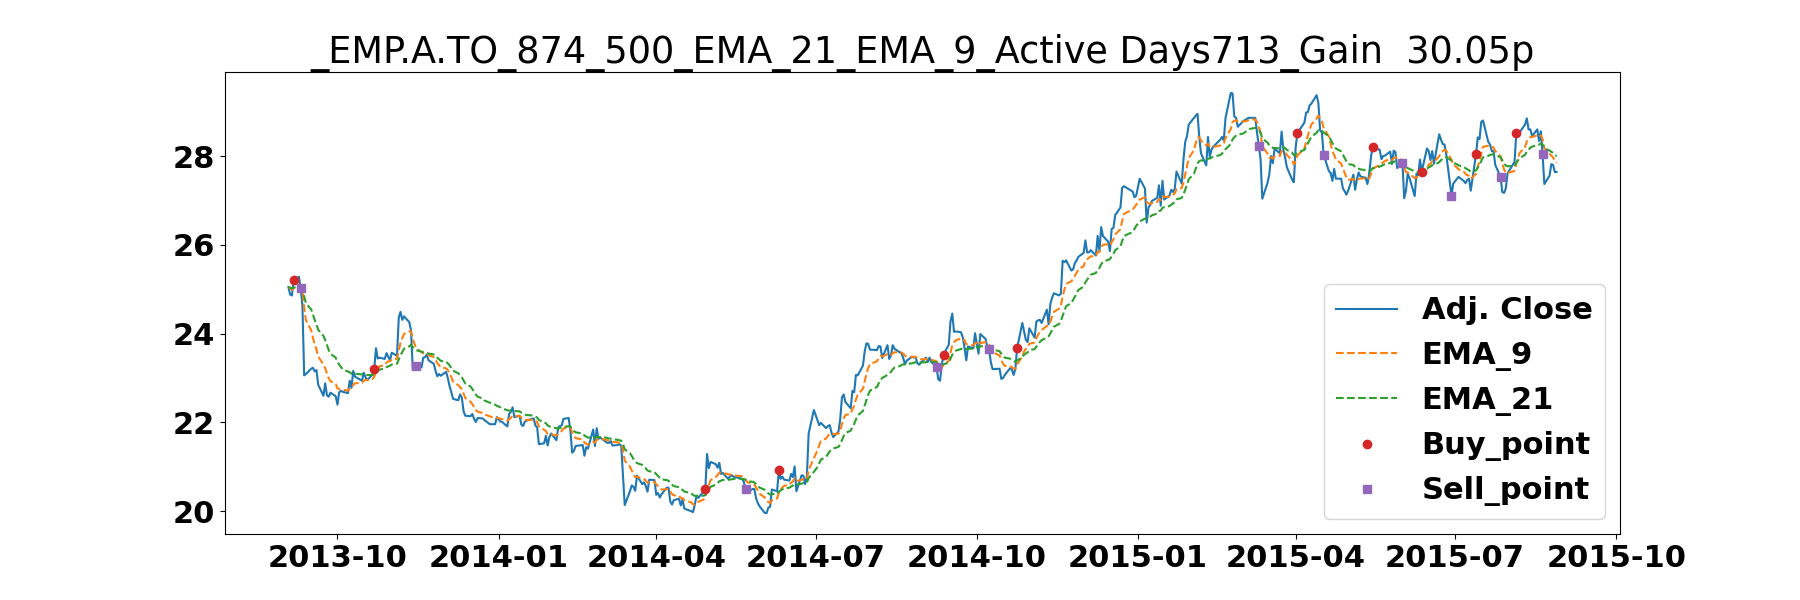 _EMP.A.TO_874_500_EMA_21_EMA_9_Active Days713_Gain  30.05p
28
26
24
22
20
Adj. Close
EMA_9
EMA_21
Buy_point
Sell_point
2013-10 2014-01 2014-04 2014-07 2014-10 2015-01 2015-04 2015-07 2015-10